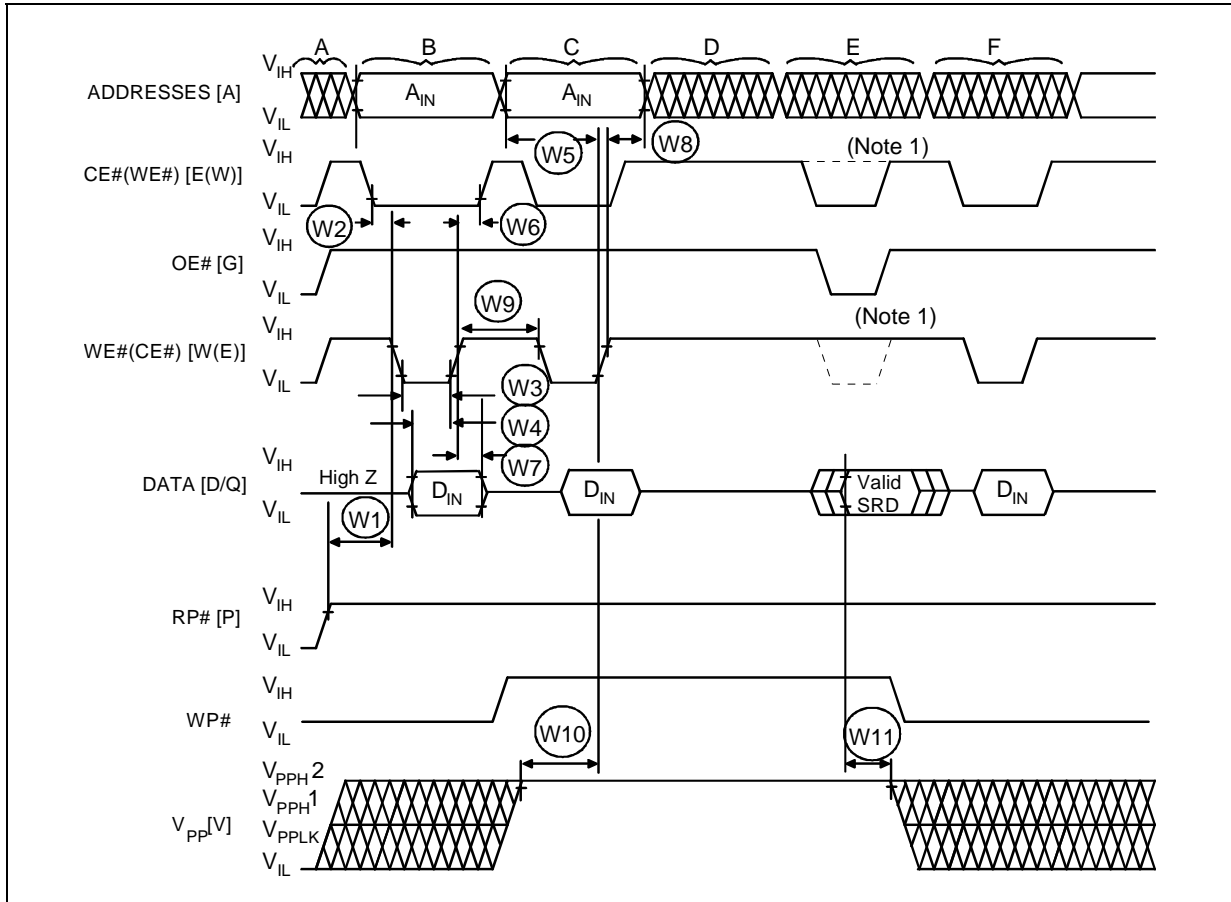 A B C D E F
V_IH
ADDRESSES [A]
A_IN A_IN
V_IL
W5 W8
V_IH
(Note 1)
CE#(WE#) [E(W)]
V_IL
W2 W6
V_IH
OE# [G]
V_IL
W9
V_IH
(Note 1)
WE#(CE#) [W(E)]
V_IL
W3
W4
V_IH
W7
High Z
DATA [D/Q]
D_IN D_IN Valid SRD D_IN
V_IL
W1
V_IH
RP# [P]
V_IL
V_IH
WP#
V_IL
W10 W11
V_PPH 2
V_PPH 1
V_PP [V]
V_PPLK
V_IL